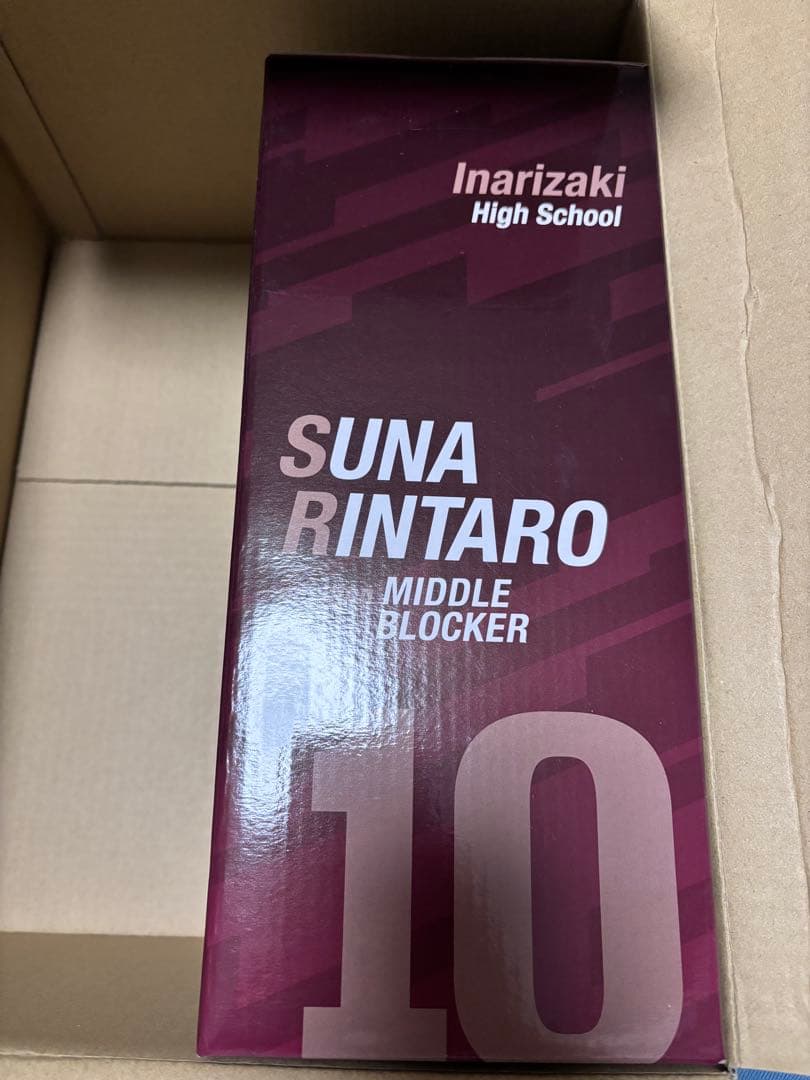 Inarizaki
High School
SUNA
RINTARO
MIDDLE
BLOCKER
10